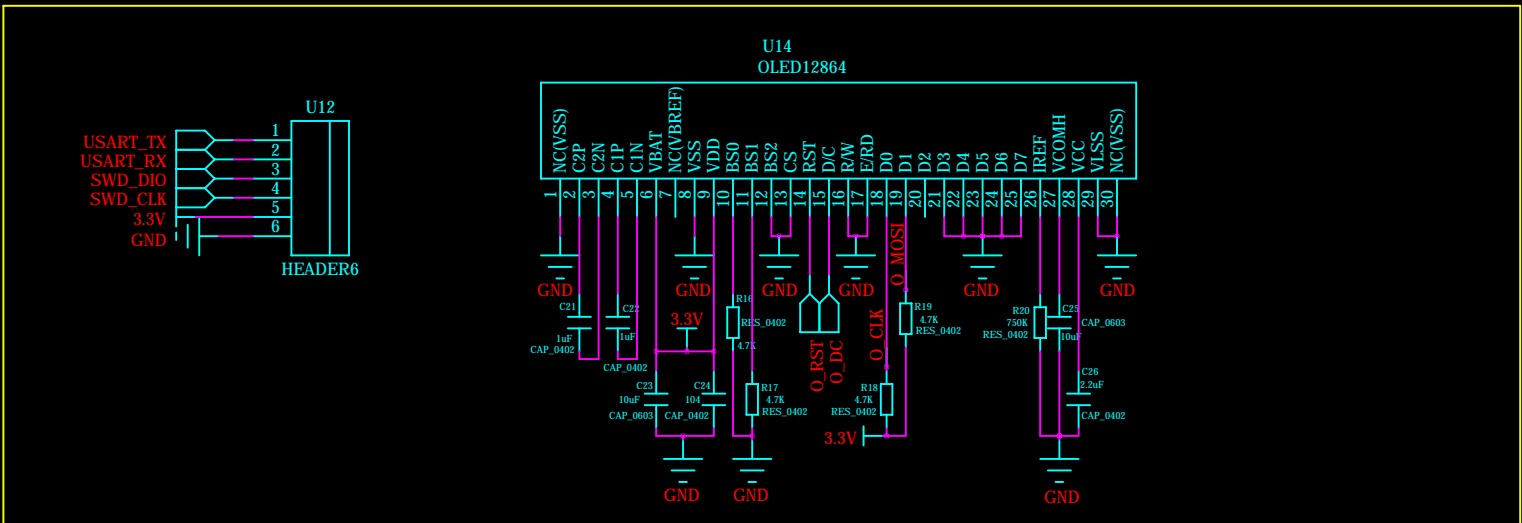 U14
OLED12864
U12
USART_TX
USART_RX
SWD_DIO
SWD_CLK
3.3V
GND
1
2
3
4
5
6
HEADER6
NC(VSS)
C2P
C2N
C1P
C1N
VBAT
NC(VBREF)
VSS
VDD
BS0
BS1
BS2
CS
RST
D/C
R/W
E/RD
D0
D1
D2
D3
D4
D5
D6
D7
IREF
VCOMH
VCC
VLSS
NC(VSS)
1
2
3
4
5
6
7
8
9
10
11
12
13
14
15
16
17
18
19
20
21
22
23
24
25
26
27
28
29
30
GND
GND
GND
GND
O_MOSI
GND
GND
C21
1uF
CAP_0402
C22
1uF
CAP_0402
3.3V
R16
RES_0402
4.7K
O_RST
O_DC
O_CLK
R19
4.7K
RES_0402
R20
750K
RES_0402
C25
CAP_0603
10uF
C23
10uF
CAP_0603
C24
104
CAP_0402
R17
4.7K
RES_0402
R18
4.7K
RES_0402
C26
2.2uF
CAP_0402
3.3V
GND
GND
GND